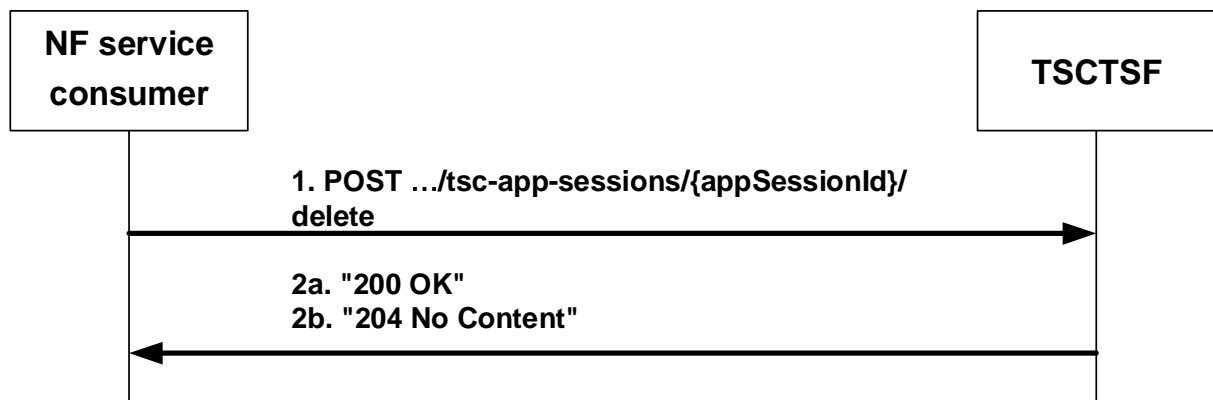 NF service
consumer
TSCTSF
1. POST …/tsc-app-sessions/{appSessionId}/
delete
2a. "200 OK"
2b. "204 No Content"